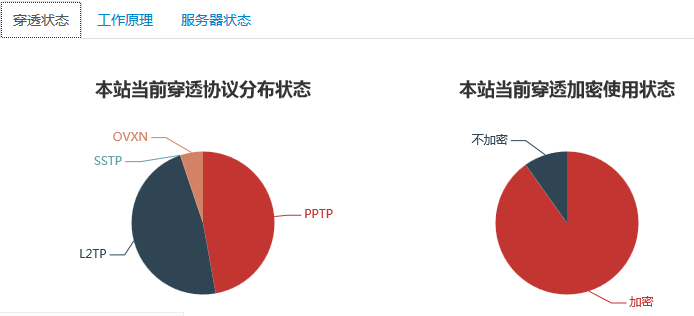 穿透状态 工作原理 服务器状态
本站当前穿透协议分布状态
OVXN
SSTP
PPTP
L2TP
本站当前穿透加密使用状态
不加密
加密